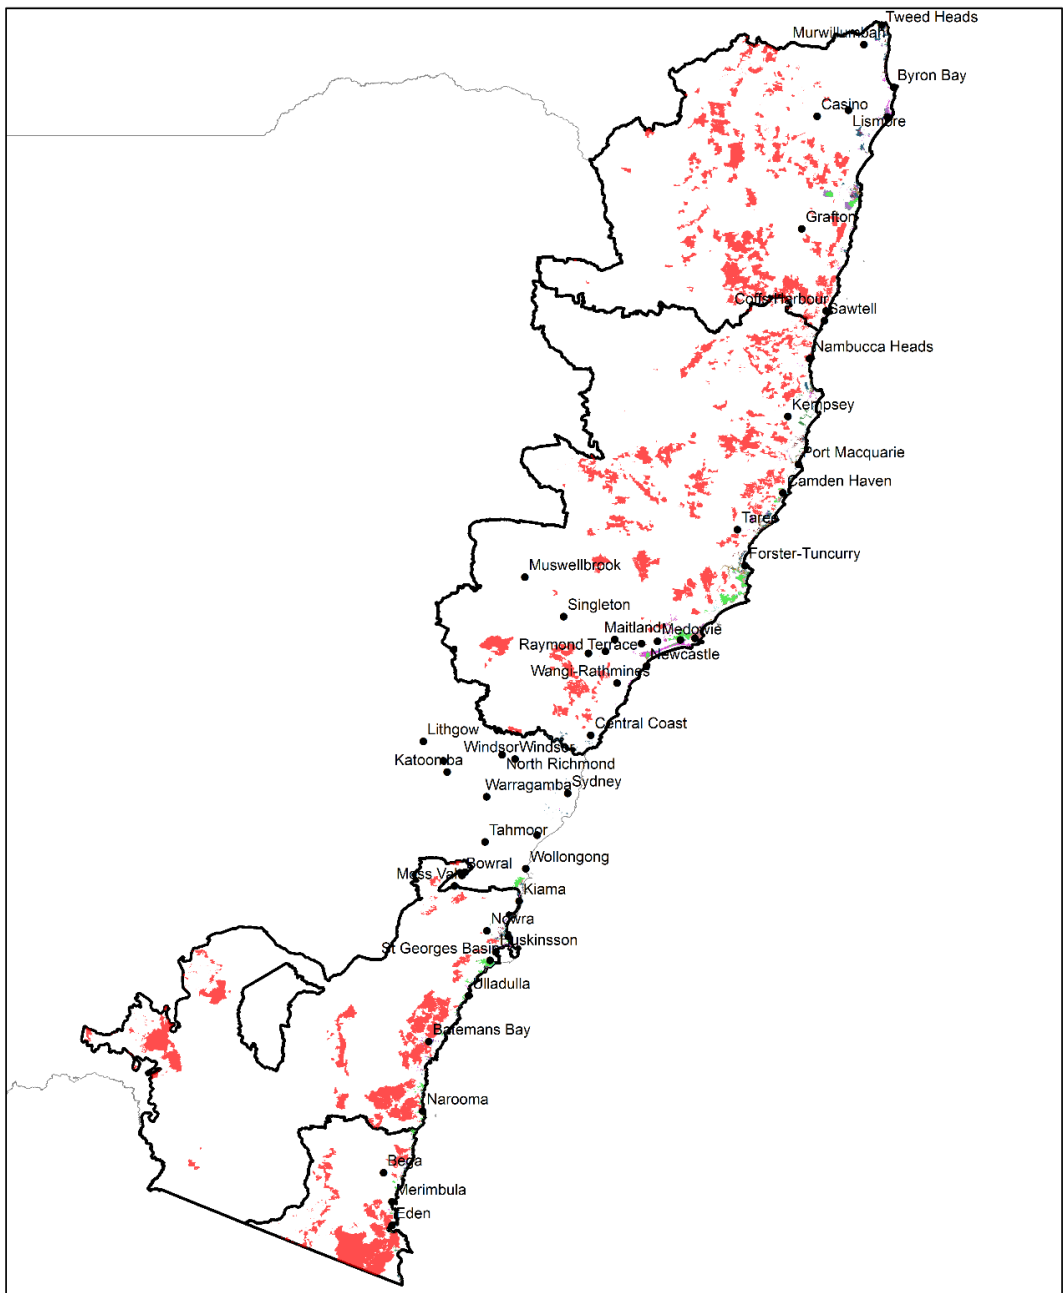 Tweed Heads
Murwillumbah
Byron Bay
Casino
Lismore
Grafton
Coffs Harbour
Sawtell
Nambucca Heads
Kempsey
Port Macquarie
Camden Haven
Taree
Forster-Tuncurry
Muswellbrook
Singleton
Maitland
Medowie
Raymond Terrace
Newcastle
Wangi-Rathmines
Central Coast
Lithgow
Windsor
Windsor
Katoomba
North Richmond
Warragamba
Sydney
Tahmoor
Wollongong
Bowral
Moss Vale
Kiama
Nowra
Huskinsson
St Georges Basin
Ulladulla
Batemans Bay
Narooma
Bega
Merimbula
Eden